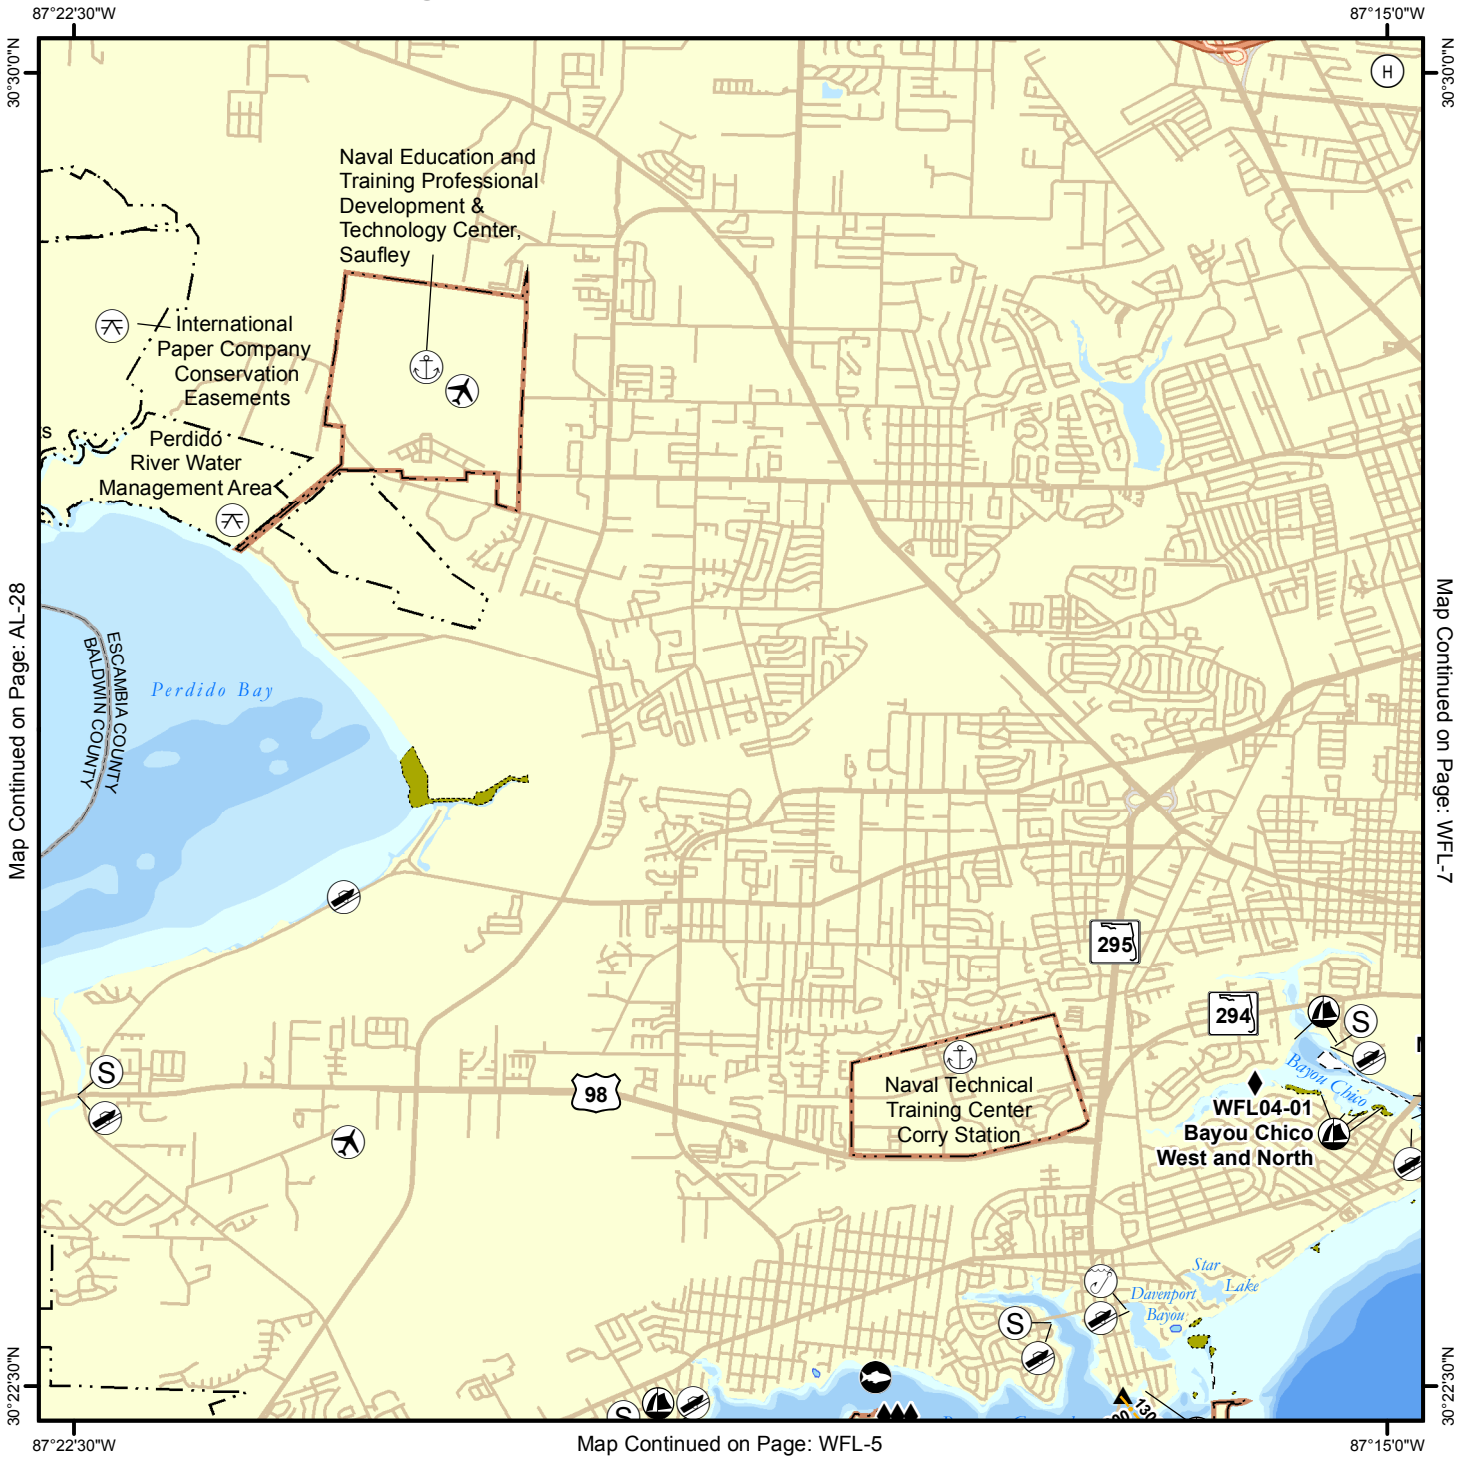 87°22'30"W
87°15'0"W
30°30'0"N
30°30'0"N
H
Naval Education and
Training Professional
Development &
Technology Center,
Saufley
International
Paper Company
Conservation
Easements
Perdido
River Water
Management Area
Map Continued on Page: AL-28
Map Continued on Page: WFL-7
ESCAMBIA COUNTY
BALDWIN COUNTY
Perdido Bay
295
294
S
S
98
Naval Technical
Training Center
Corry Station
Bayou Chico
WFL04-01
Bayou Chico
West and North
Star
Lake
Davenport
Bayou
S
S
130
30°22'30"N
30°22'30"N
87°22'30"W
Map Continued on Page: WFL-5
87°15'0"W